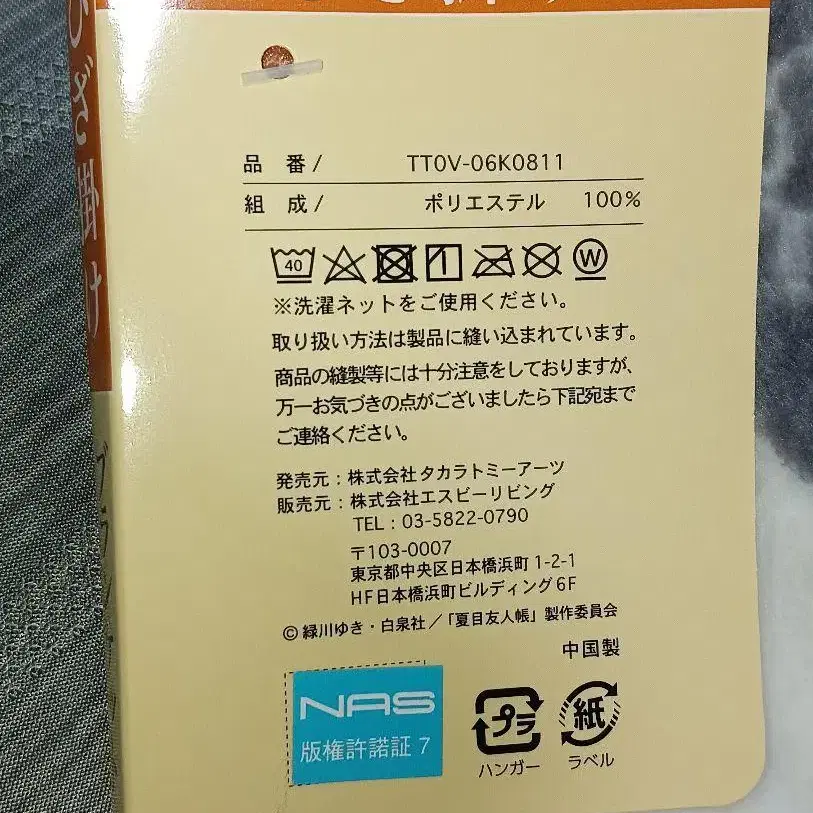 ひざ掛け
品 番/ TT0V-06K0811
組 成/ ポリエステル 100%
40
W
※洗濯ネットをご使用ください。
取り扱い方法は製品に縫い込まれています。
商品の縫製等には十分注意をしておりますが、
万一お気づきの点がございましたら下記宛まで
ご連絡ください。
発売元：株式会社タカラトミーアーツ
販売元：株式会社エスビーリビング
TEL：03-5822-0790
〒103-0007
東京都中央区日本橋浜町1-2-1
HF日本橋浜町ビルディング6F
©緑川ゆき・白泉社／「夏目友人帳」製作委員会
中国製
NAS
版権許諾証 7
プラ
ハンガー
紙
ラベル